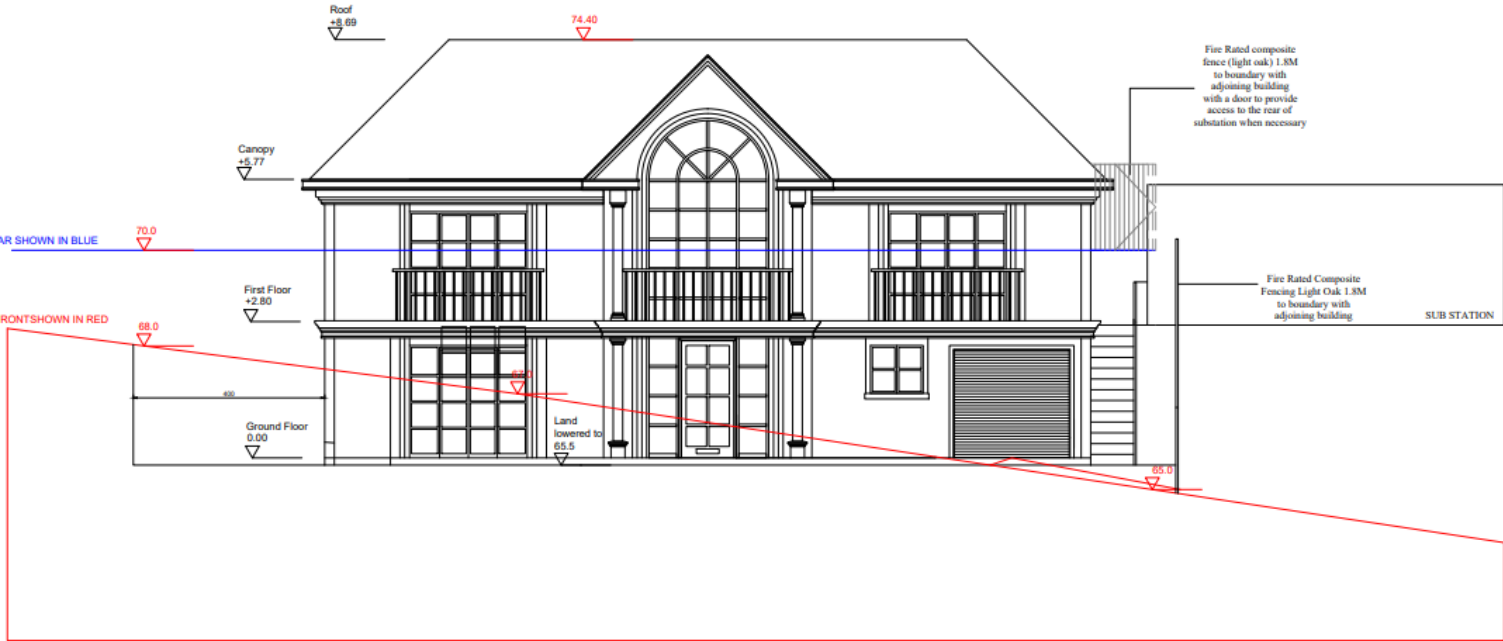 Roof
+8.69
74.40
Fire Rated composite
fence (light oak) 1.8M
to boundary with
adjoining building
with a door to provide
access to the rear of
substation when necessary
Canopy
+5.77
AR SHOWN IN BLUE
70.0
First Floor
+2.80
Fire Rated Composite
Fencing Light Oak 1.8M
to boundary with
adjoining building
SUB STATION
RONTSHOWN IN RED
68.0
67.0
400
Ground Floor
0.00
Land
lowered to
65.5
65.0